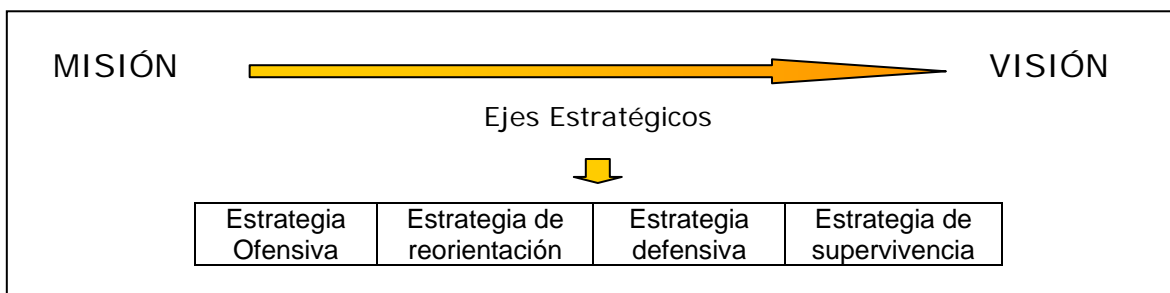 MISIÓN
VISIÓN
Ejes Estratégicos
Estrategia Ofensiva
Estrategia de reorientación
Estrategia defensiva
Estrategia de supervivencia